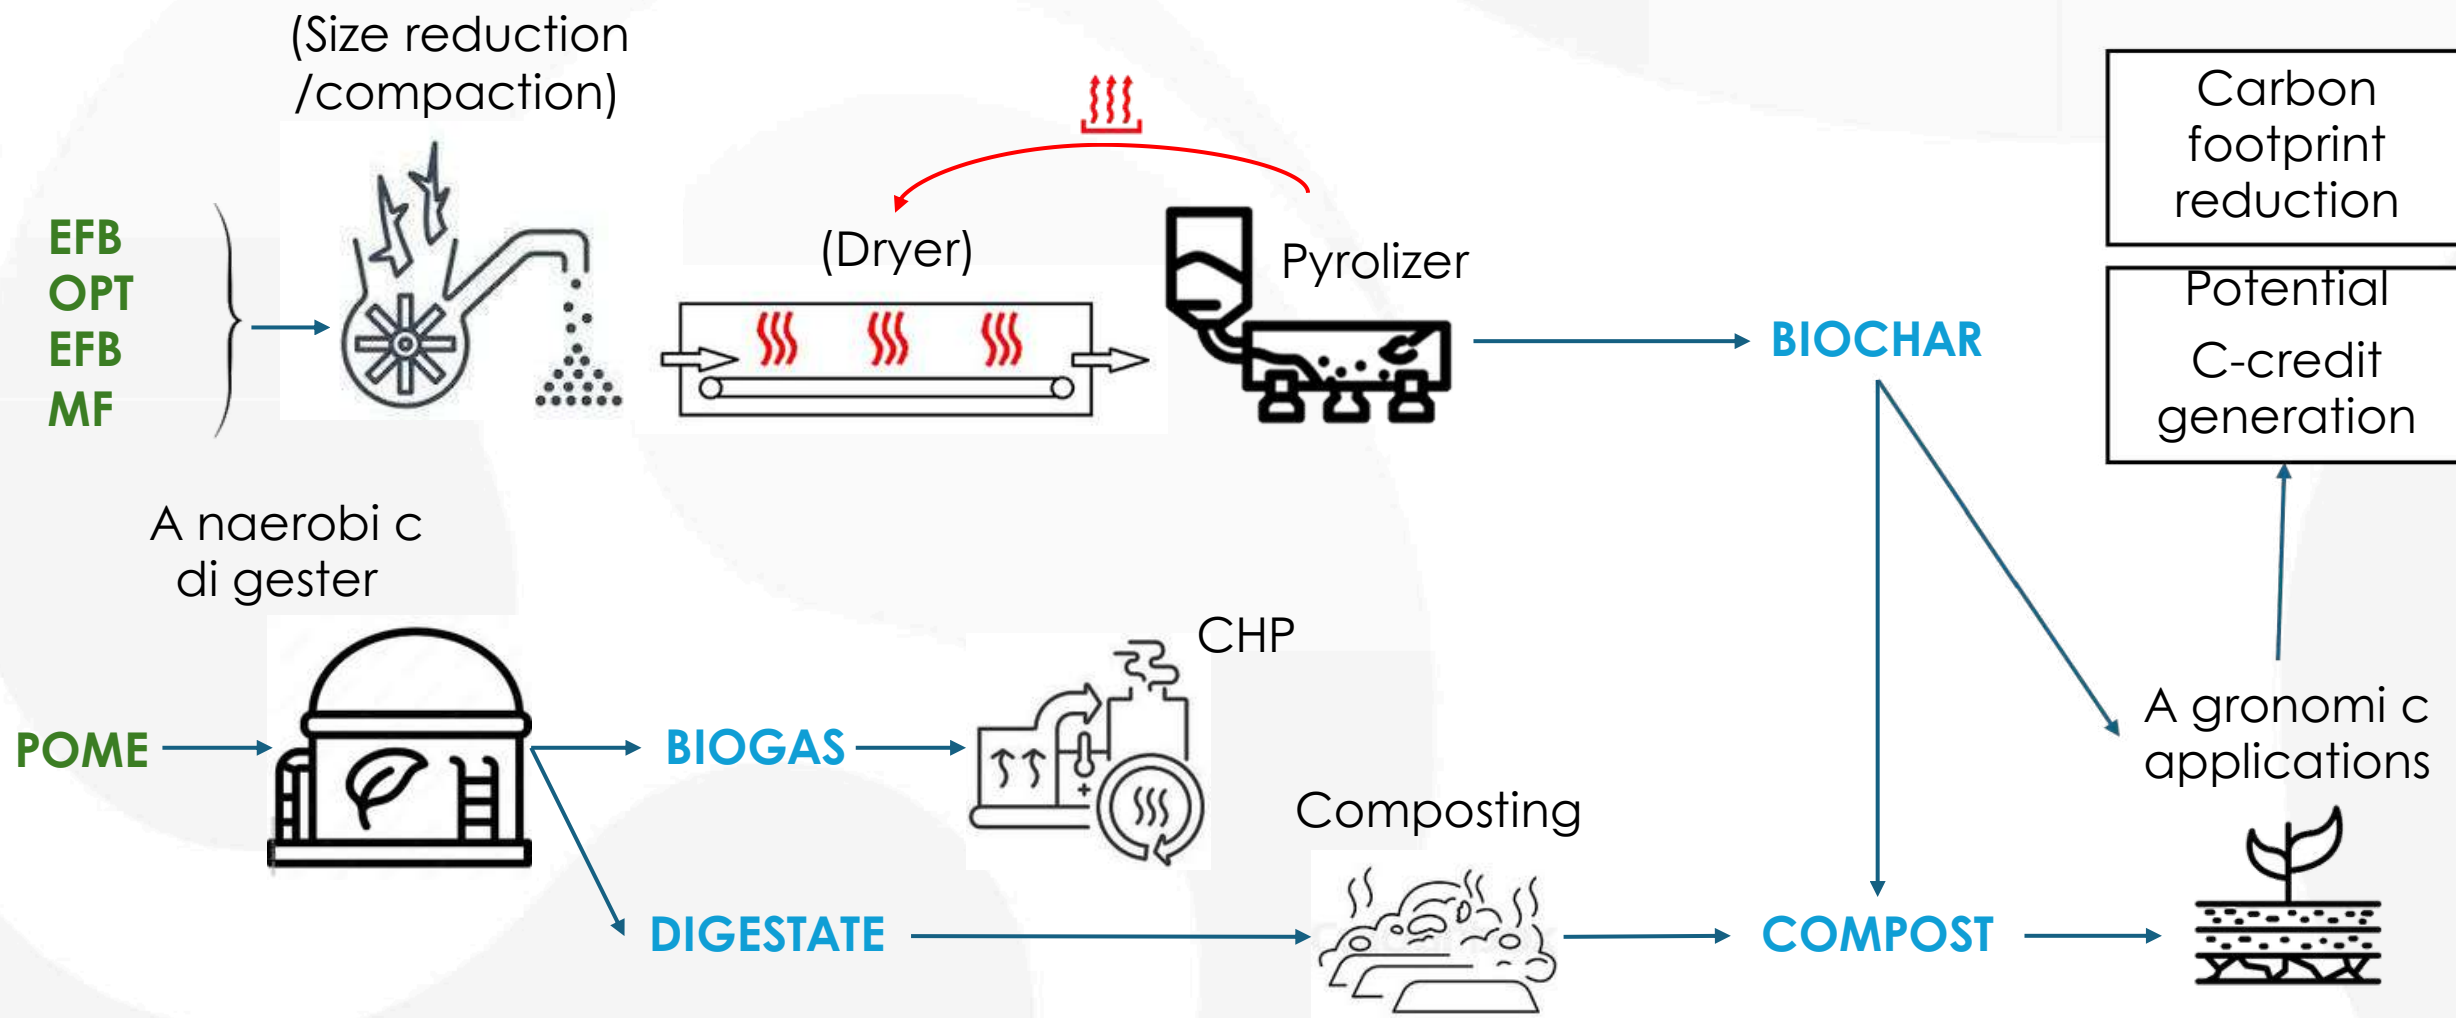 (Size reduction
/compaction)
EFB
OPT
EFB
MF
(Dryer)
Pyrolizer
BIOCHAR
Carbon
footprint
reduction
Potential
C-credit
generation
A naerobi c
di gester
POME
BIOGAS
CHP
DIGESTATE
Composting
COMPOST
A gronomi c
applications